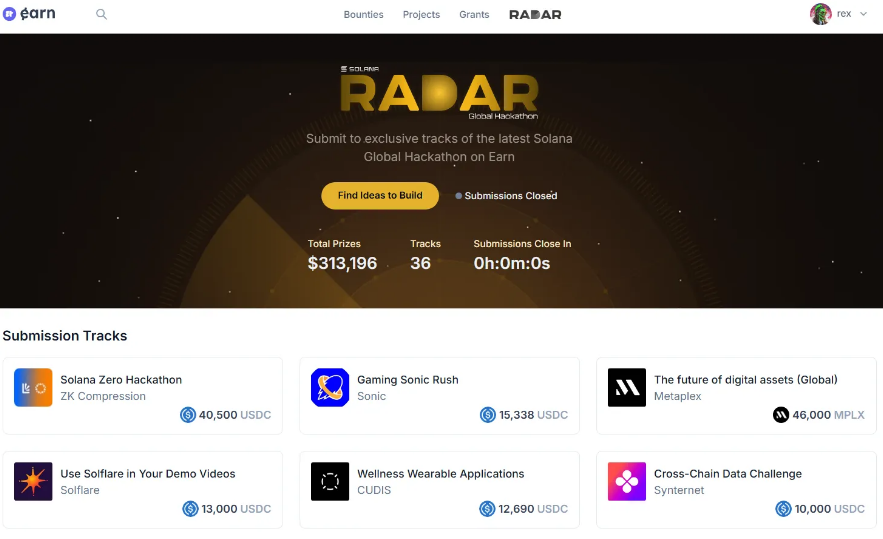 earn
Bounties
Projects
Grants
RADAR
rex
SOLANA
RADAR
Global Hackathon
Submit to exclusive tracks of the latest Solana
Global Hackathon on Earn
Find Ideas to Build
Submissions Closed
Total Prizes
$313,196
Tracks
36
Submissions Close In
0h:0m:0s
Submission Tracks
Solana Zero Hackathon
ZK Compression
40,500 USDC
Gaming Sonic Rush
Sonic
15,338 USDC
The future of digital assets (Global)
Metaplex
46,000 MPLX
Use Solflare in Your Demo Videos
Solflare
13,000 USDC
Wellness Wearable Applications
CUDIS
12,690 USDC
Cross-Chain Data Challenge
Synternet
10,000 USDC